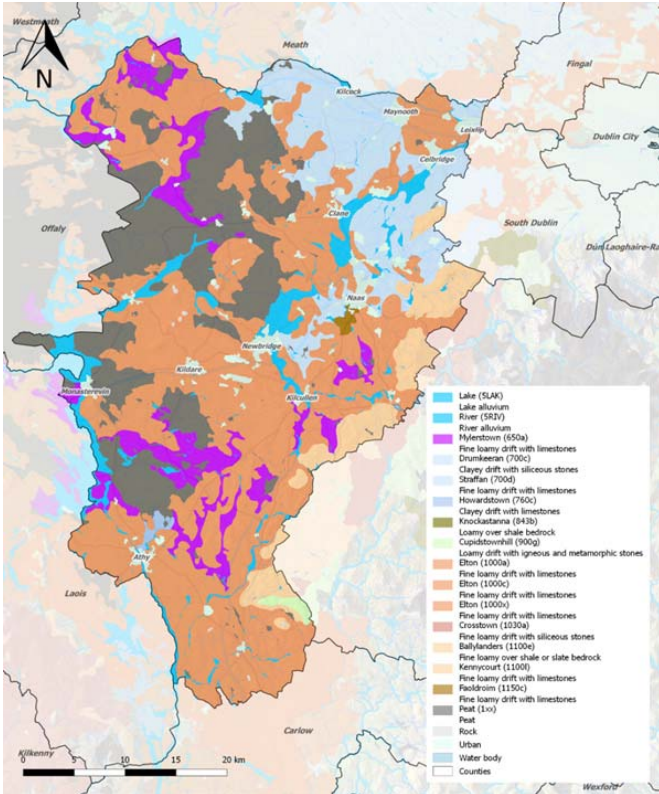 Westmeath
Meath
Fingal
N
Kilcock
Maynooth
Leixlip
Dublin City
Celbridge
Clane
South Dublin
Offaly
Dún Laoghaire-Ra
Naas
Newbridge
Kildare
Monasterevin
Kilcullen
Athy
Laois
Carlow
Kilkenny
Wexford
0 10 20 km
Lake (5LAK)
Lake alluvium
River (5RIV)
River alluvium
Mylerstown (650a)
Fine loamy drift with limestones
Drumkeeran (700c)
Clayey drift with siliceous stones
Straffan (700d)
Fine loamy drift with limestones
Howardstown (760c)
Clayey drift with limestones
Knockastanna (843b)
Loamy over shale bedrock
Cupidstownhill (900g)
Loamy drift with igneous and metamorphic stones
Elton (1000a)
Fine loamy drift with limestones
Elton (1000c)
Fine loamy drift with limestones
Elton (1000x)
Fine loamy drift with limestones
Crosstown (1030a)
Fine loamy drift with siliceous stones
Ballylanders (1100e)
Fine loamy over shale or slate bedrock
Kennycourt (1100l)
Fine loamy drift with limestones
Faoldroim (1150c)
Fine loamy drift with limestones
Peat (1xx)
Peat
Rock
Urban
Water body
Counties